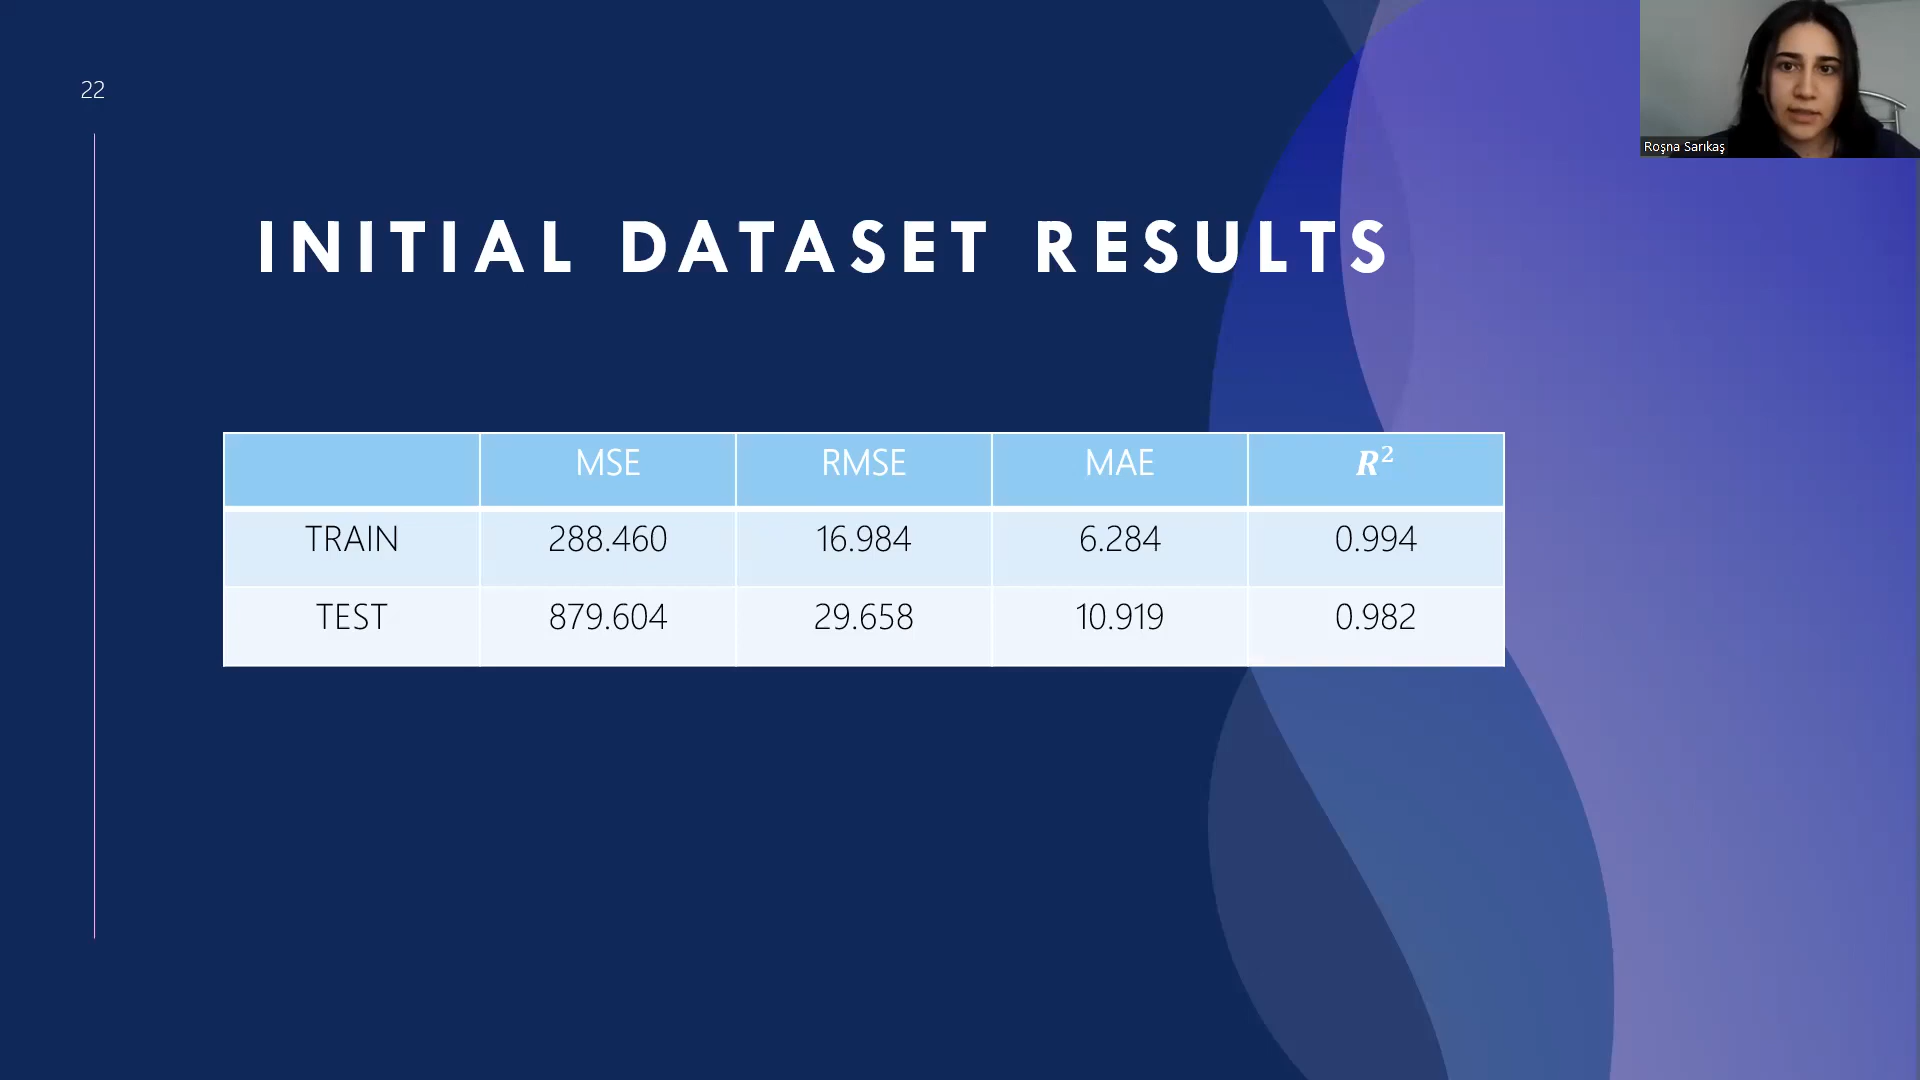 22
Roşna Sarıkaş
INITIAL DATASET RESULTS
MSE RMSE MAE R²
TRAIN 288.460 16.984 6.284 0.994
TEST 879.604 29.658 10.919 0.982